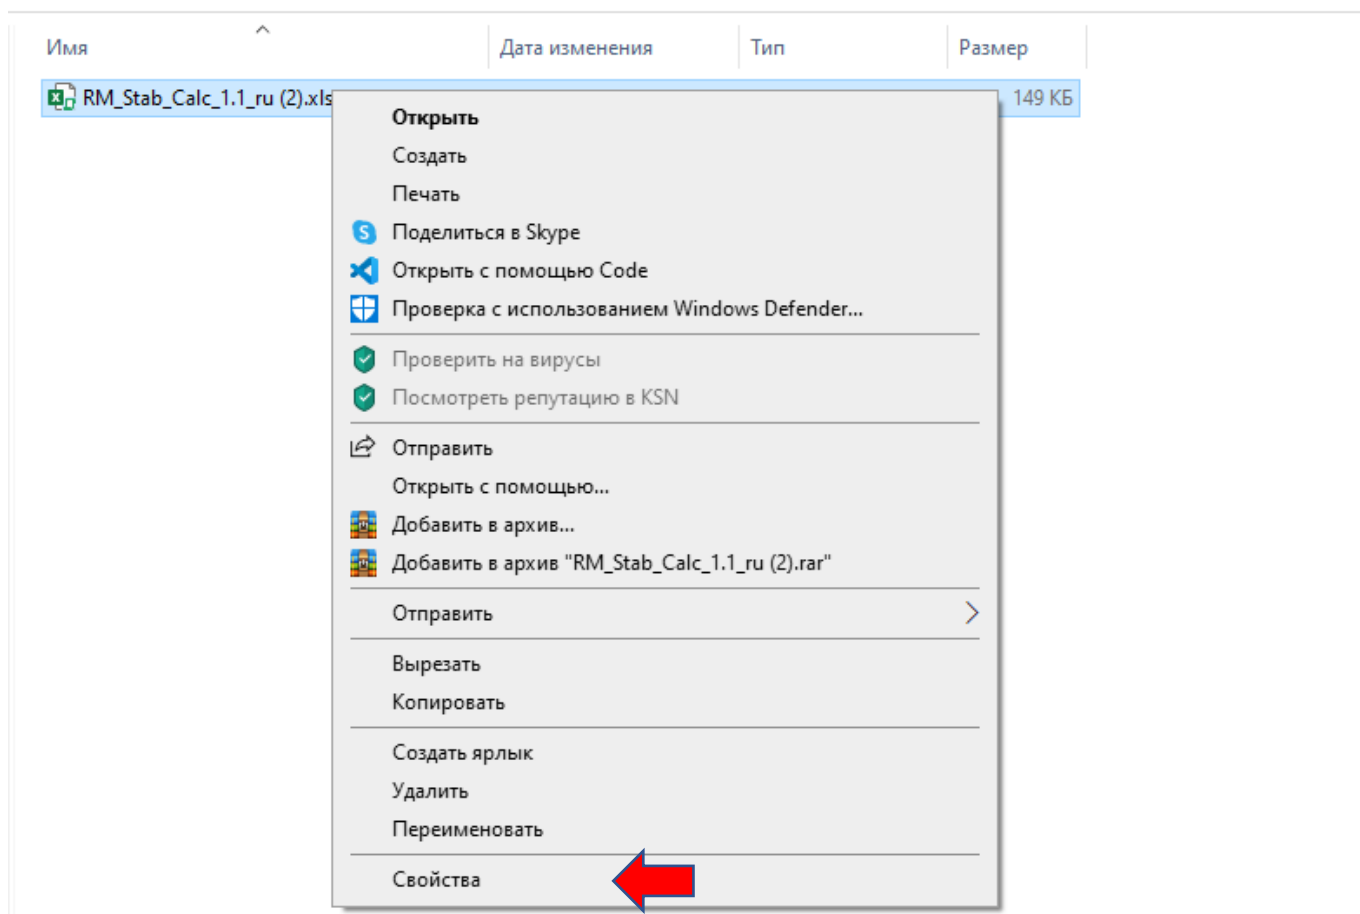 Имя
Дата изменения
Тип
Размер
RM_Stab_Calc_1.1_ru (2).xls
149 КБ
Открыть
Создать
Печать
Поделиться в Skype
Открыть с помощью Code
Проверка с использованием Windows Defender...
Проверить на вирусы
Посмотреть репутацию в KSN
Отправить
Открыть с помощью...
Добавить в архив...
Добавить в архив "RM_Stab_Calc_1.1_ru (2).rar"
Отправить
Вырезать
Копировать
Создать ярлык
Удалить
Переименовать
Свойства